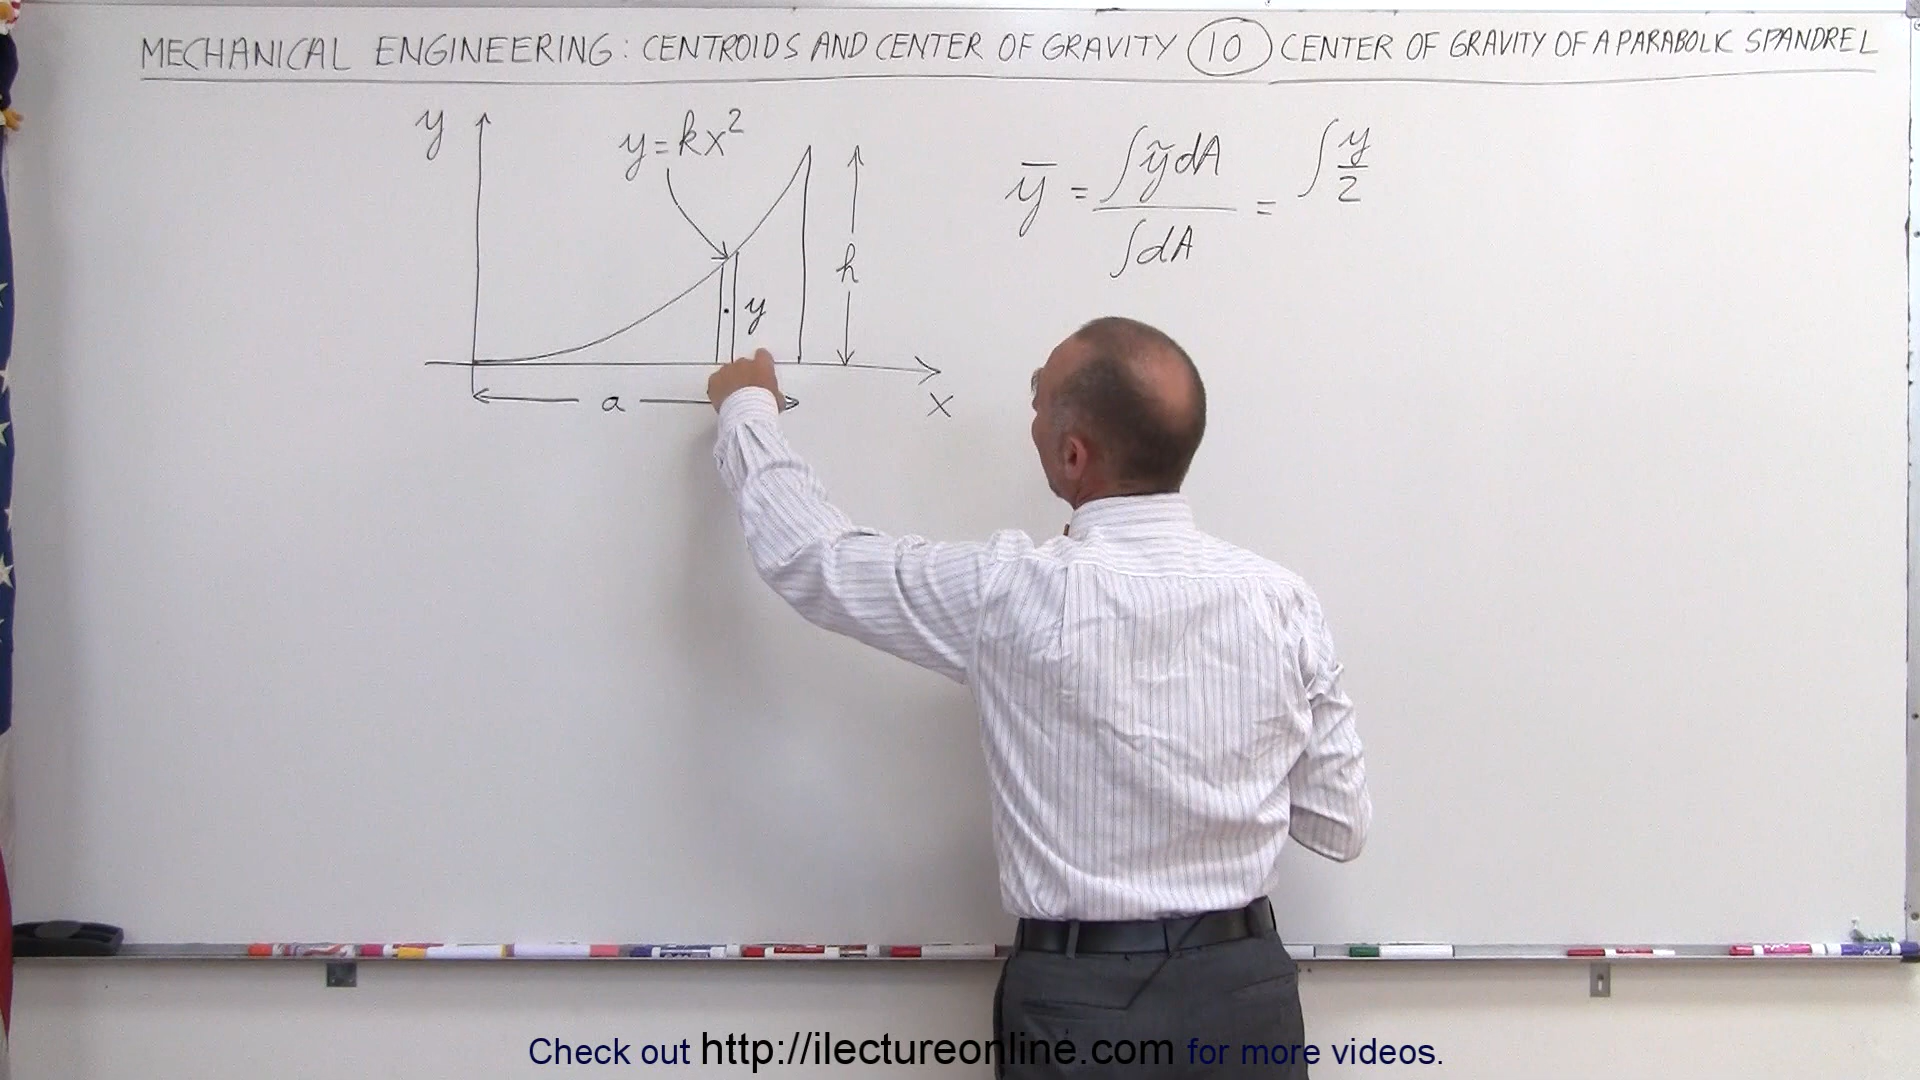 MECHANICAL ENGINEERING: CENTROIDS AND CENTER OF GRAVITY (10) CENTER OF GRAVITY OF A PARABOLIC SPANDREL
y
y=kx²
h
y
a
x
ȳ = ∫ỹdA / ∫dA = ∫ y/2
Check out http://ilectureonline.com for more videos.